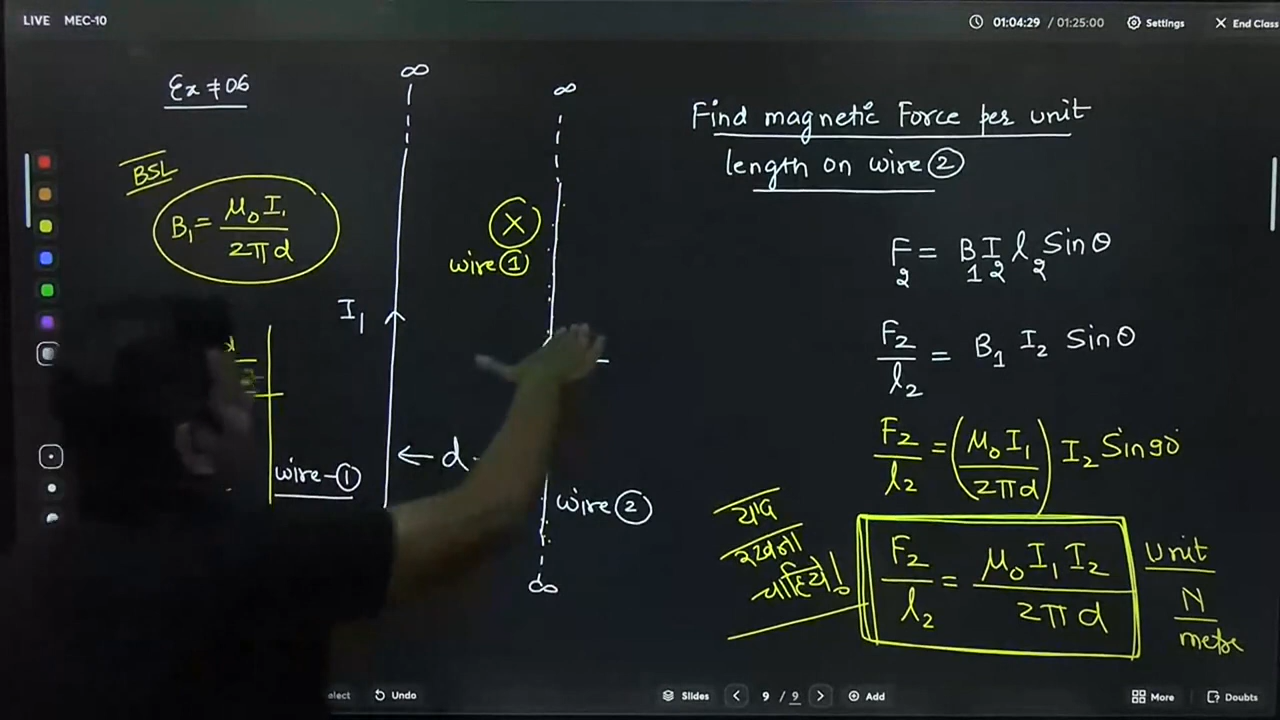 LIVE MEC-10
01:04:29 / 01:25:00 Settings End Class
Ex ≠ 06
∞
∞
Find magnetic Force per unit
length on wire ②
BSL
B₁ = μ₀I₁ / 2πd
X
wire ①
I₁
F₂ = B₁ I₂ l₂ Sinθ
F₂/l₂ = B₁ I₂ Sinθ
F₂/l₂ = (μ₀I₁ / 2πd) I₂ Sin90°
← d -
wire-①
wire ②
∞
याद
रखना
चाहिये!
F₂/l₂ = μ₀I₁I₂ / 2πd
Unit
N / metre
Undo Slides 9 / 9 Add More Doubts